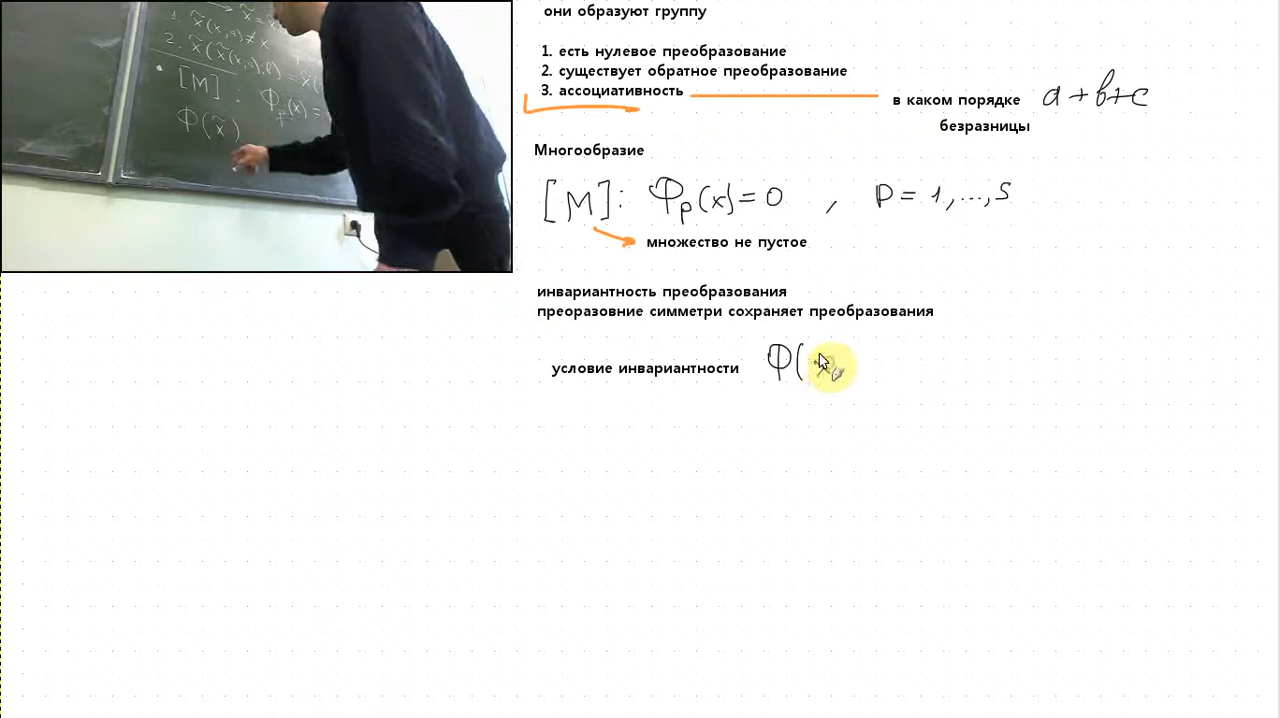 они образуют группу
1. есть нулевое преобразование
2. существует обратное преобразование
3. ассоциативность
в каком порядке a+b+c
безразницы
Многообразие
[M]: Φp(x)=0 , p=1,...,s
множество не пустое
инвариантность преобразования
преоразовние симметри сохраняет преобразования
условие инвариантности Φ(
[M] :
Φ(x̃)